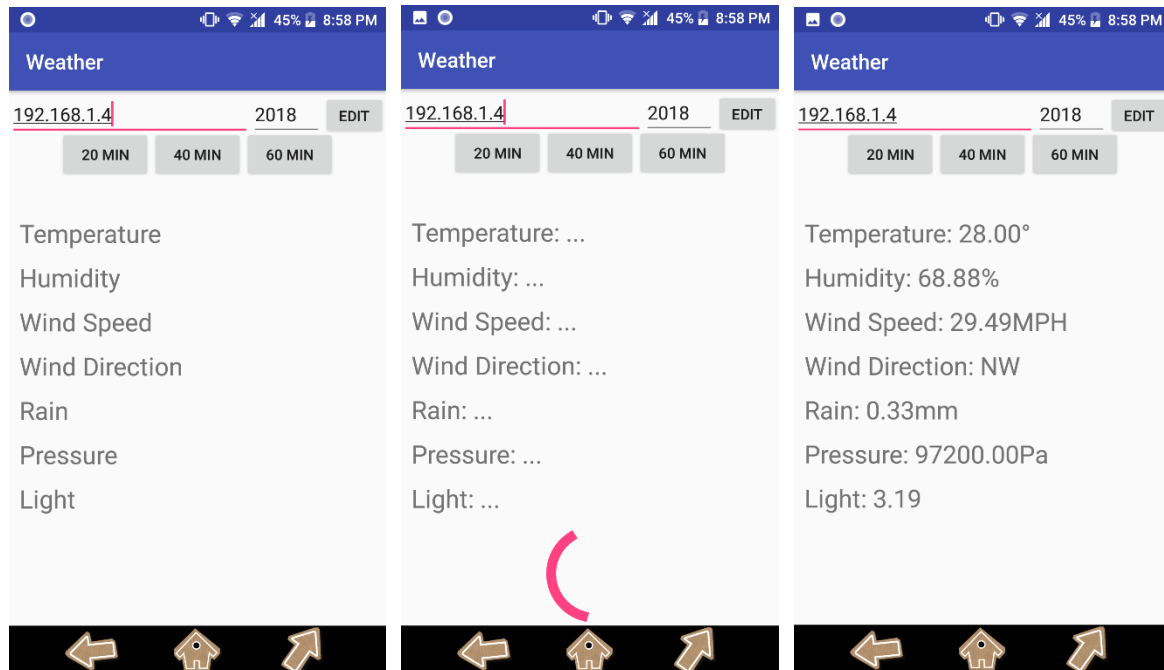 45% 8:58 PM
Weather
192.168.1.4 2018 EDIT
20 MIN 40 MIN 60 MIN
Temperature
Humidity
Wind Speed
Wind Direction
Rain
Pressure
Light
45% 8:58 PM
Weather
192.168.1.4 2018 EDIT
20 MIN 40 MIN 60 MIN
Temperature: ...
Humidity: ...
Wind Speed: ...
Wind Direction: ...
Rain: ...
Pressure: ...
Light: ...
45% 8:58 PM
Weather
192.168.1.4 2018 EDIT
20 MIN 40 MIN 60 MIN
Temperature: 28.00°
Humidity: 68.88%
Wind Speed: 29.49MPH
Wind Direction: NW
Rain: 0.33mm
Pressure: 97200.00Pa
Light: 3.19